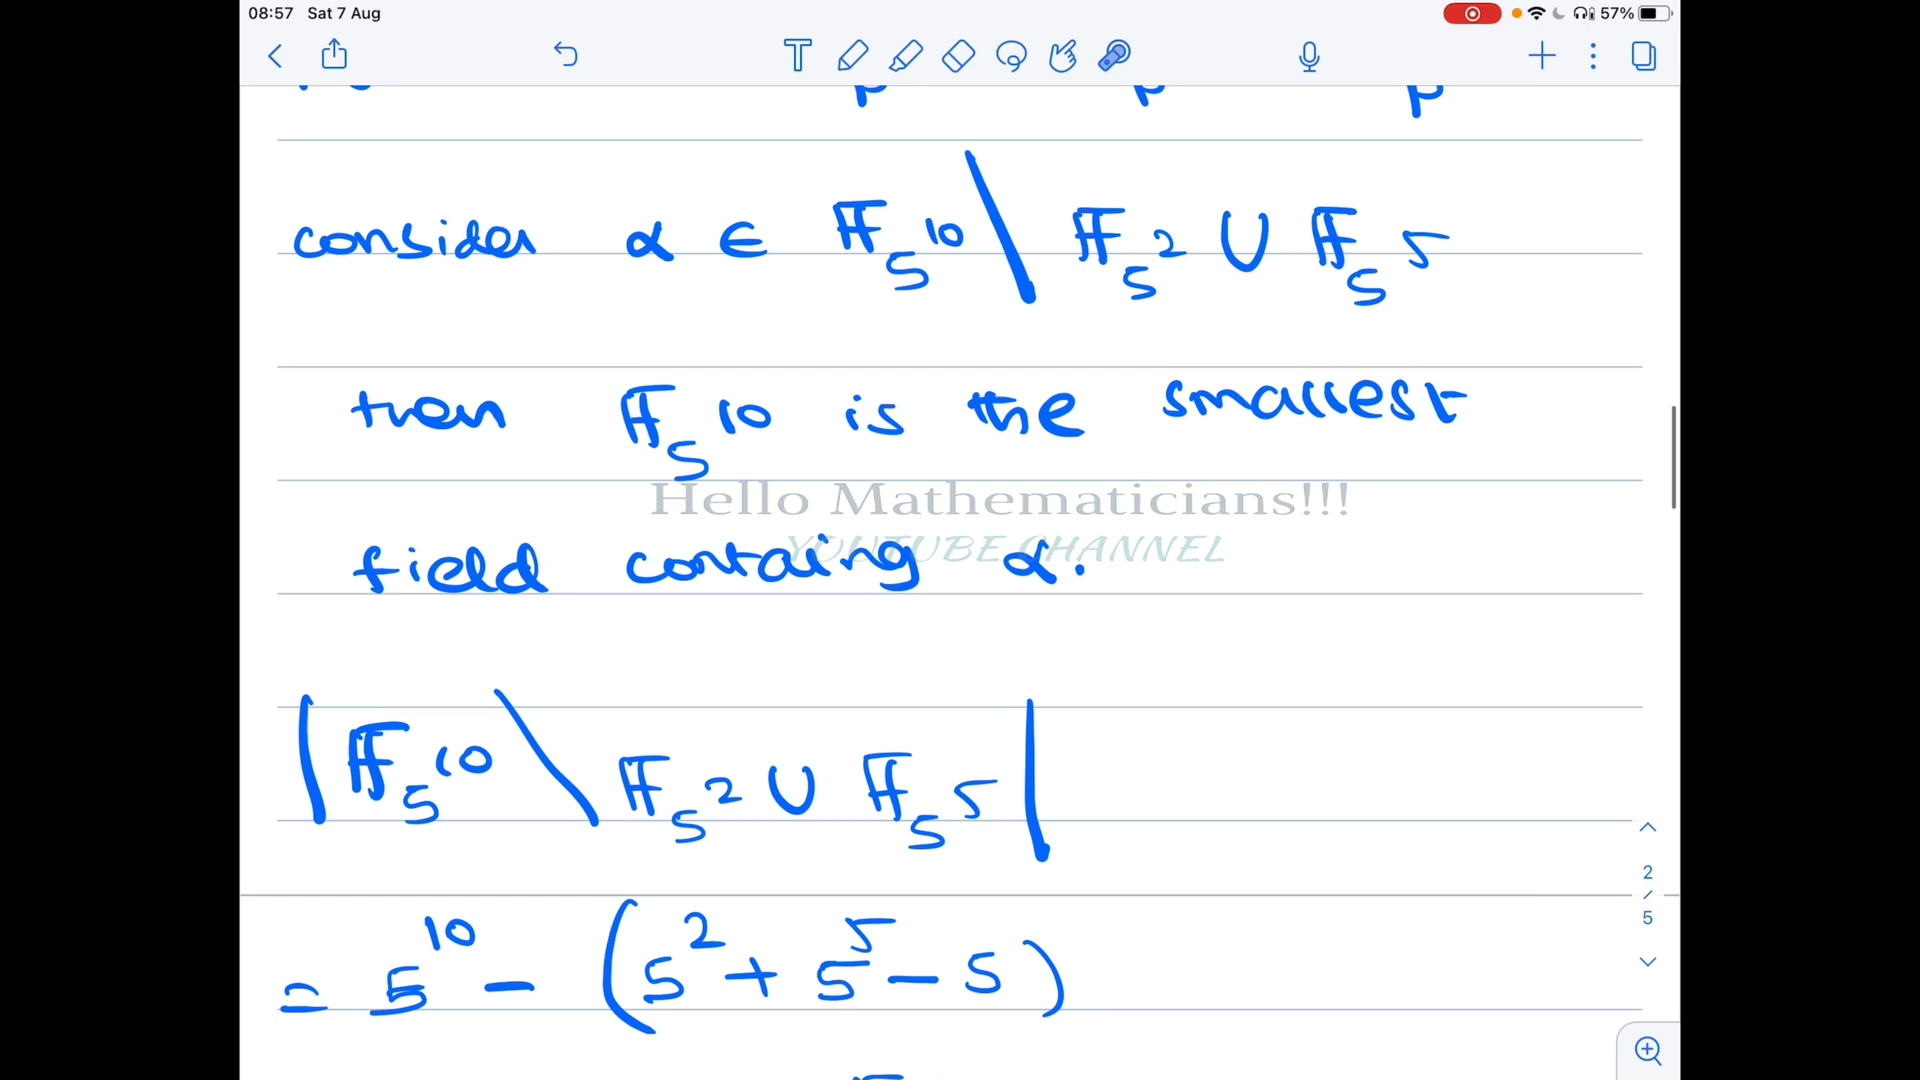 08:57 Sat 7 Aug 57%
consider α ∈ 𝔽_{5^{10}} \ 𝔽_{5^2} ∪ 𝔽_{5^5}
then 𝔽_{5^{10}} is the smallest
Hello Mathematicians!!!
YOUTUBE CHANNEL
field containg α.
| 𝔽_{5^{10}} \ 𝔽_{5^2} ∪ 𝔽_{5^5} |
2
/
5
= 5^{10} - (5^2 + 5^5 - 5)